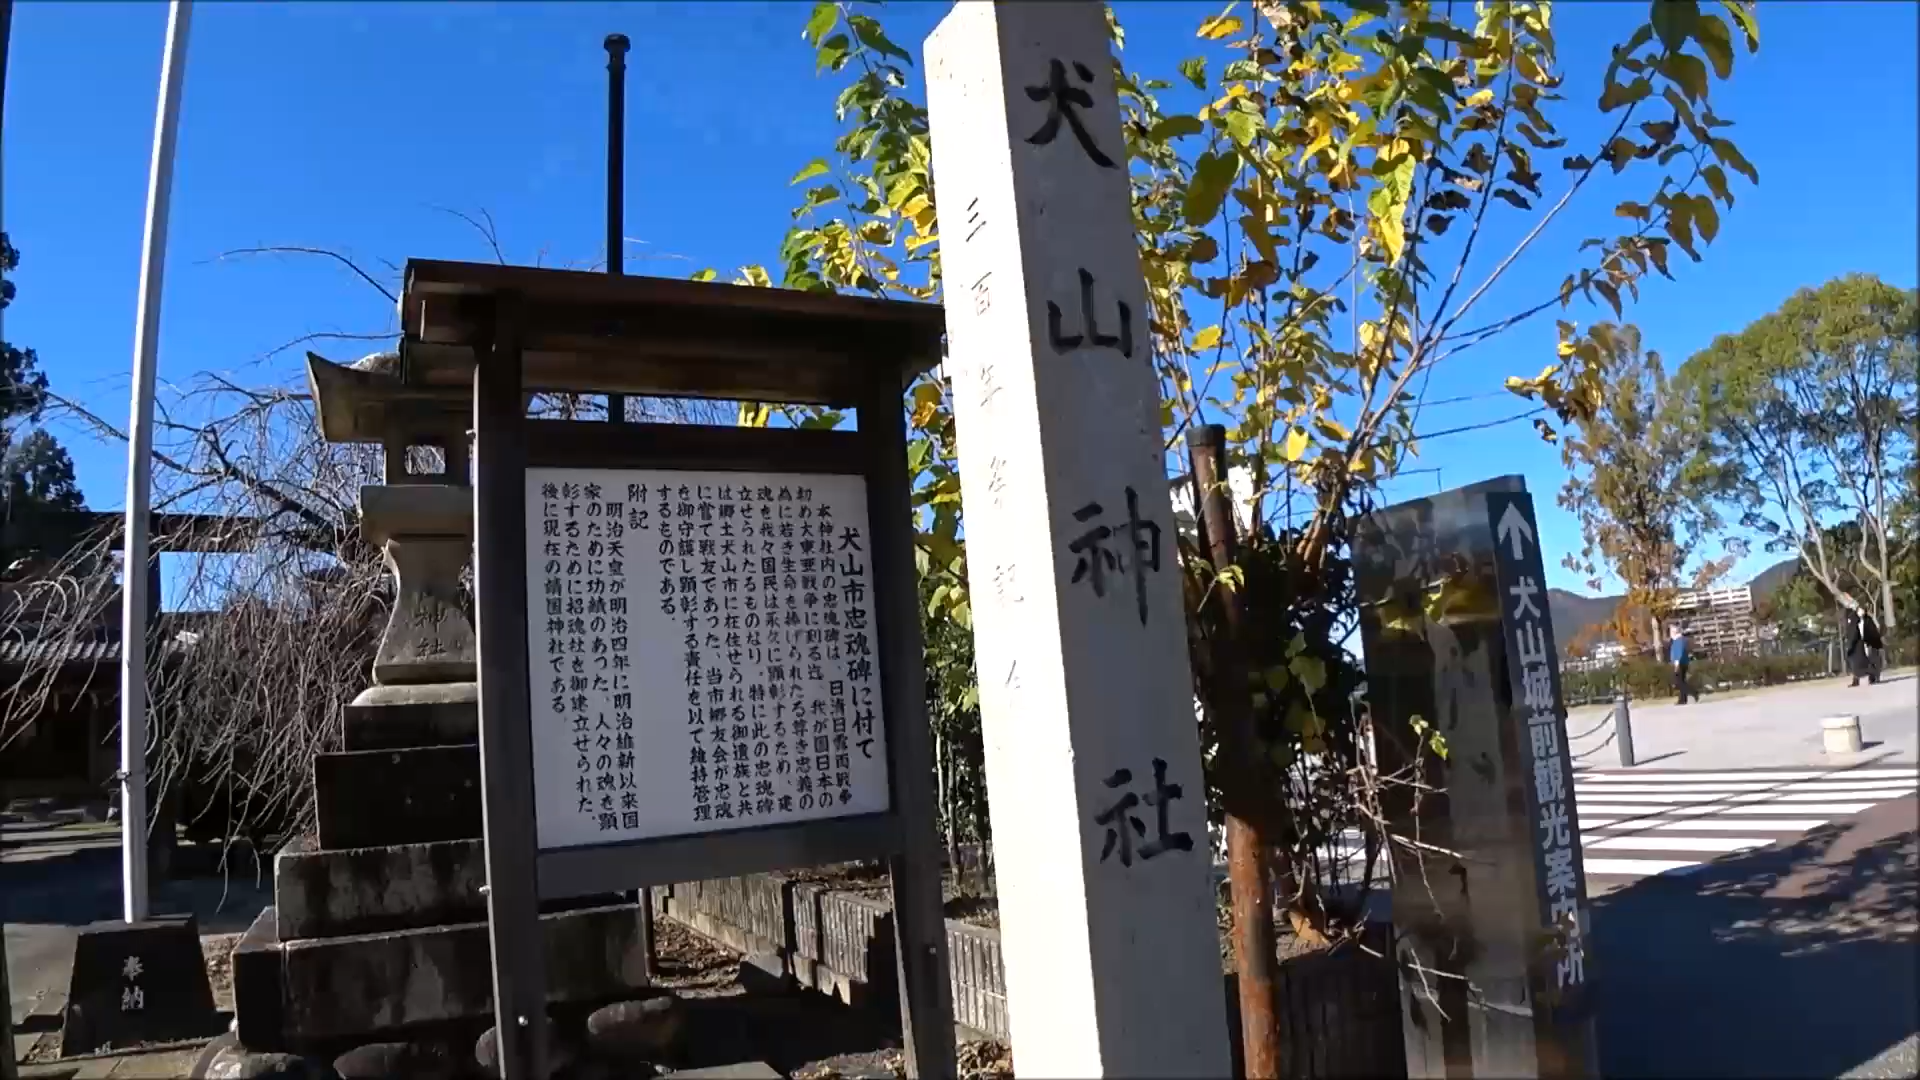 犬山神社
三百年祭記念
犬山城前観光案内所
犬山市忠魂碑に付て
本神社内の忠魂碑は、日清日露両戦争
初め大東亜戦争に刻る迄、我が国日本の
為に若き生命を捧げられたる尊き忠義の
魂を我々国民は永久に顕彰するため、建
立せられたるものなり。特に此の忠魂碑
は郷土犬山市に在住せられる御遺族と共
に嘗て戦友であった、当市郷友会が忠魂
を御守護し顕彰する責任を以て維持管理
するものである。
附記
明治天皇が明治四年に明治維新以来国
家のために功績のあった、人々の魂を顕
彰するために招魂社を御建立せられた。
後に現在の靖国神社である。
神社
奉納